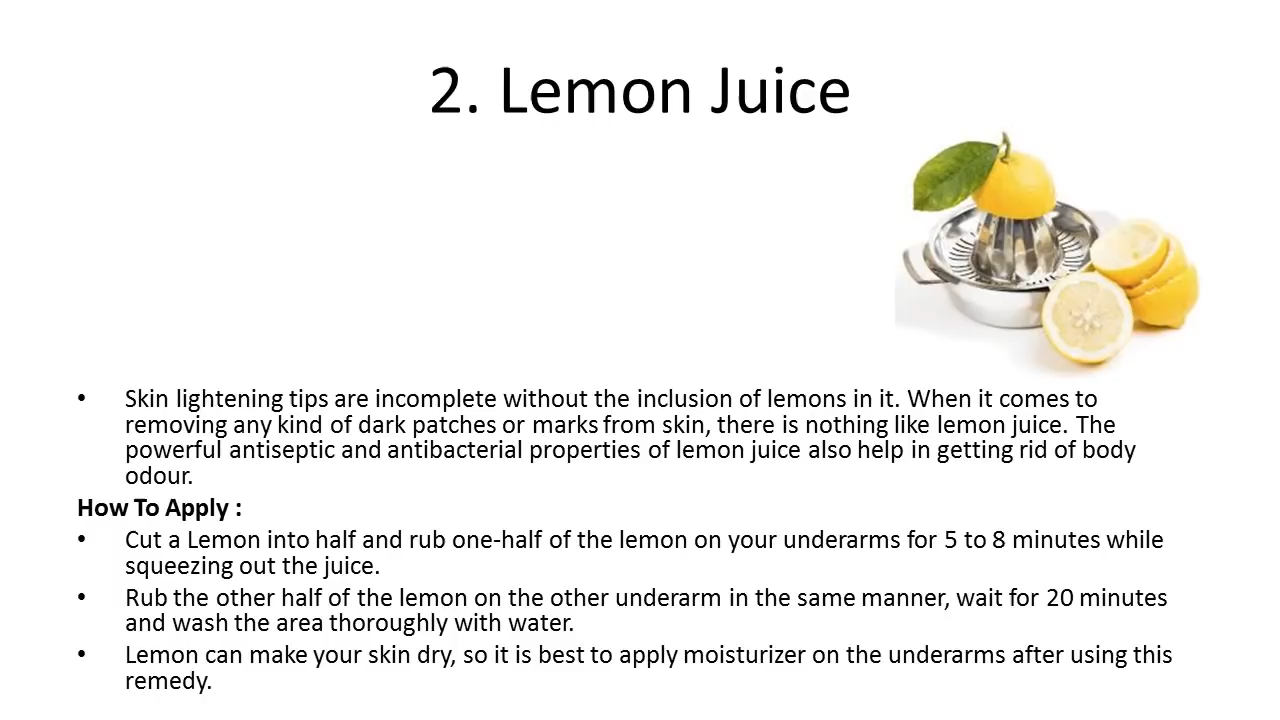 2. Lemon Juice
• Skin lightening tips are incomplete without the inclusion of lemons in it. When it comes to
removing any kind of dark patches or marks from skin, there is nothing like lemon juice. The
powerful antiseptic and antibacterial properties of lemon juice also help in getting rid of body
odour.
How To Apply :
• Cut a Lemon into half and rub one-half of the lemon on your underarms for 5 to 8 minutes while
squeezing out the juice.
• Rub the other half of the lemon on the other underarm in the same manner, wait for 20 minutes
and wash the area thoroughly with water.
• Lemon can make your skin dry, so it is best to apply moisturizer on the underarms after using this
remedy.